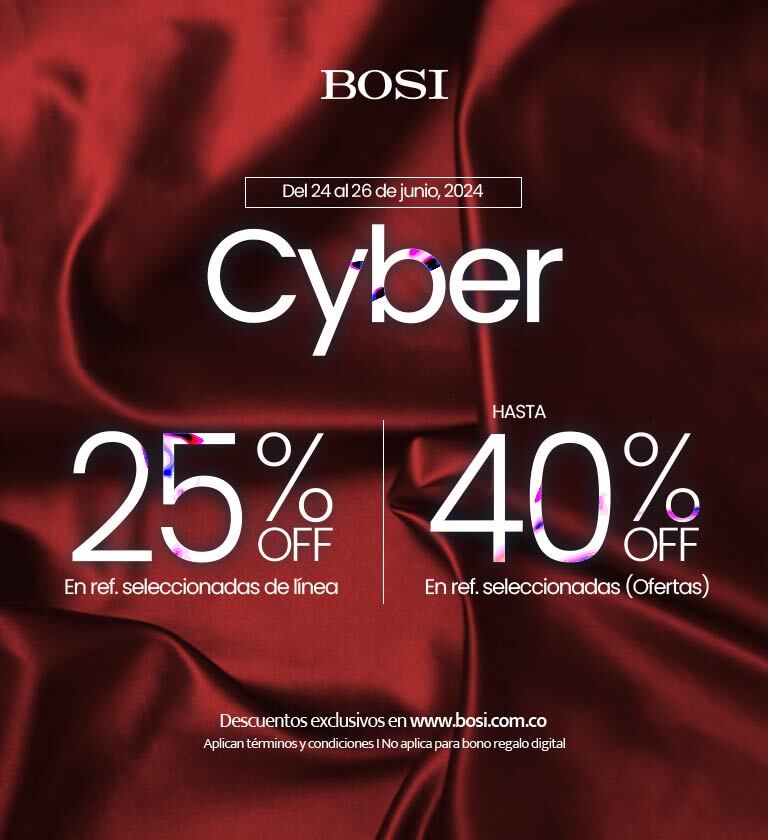 BOSI
Del 24 al 26 de junio, 2024
Cyber
25% OFF
En ref. seleccionadas de línea
HASTA
40% OFF
En ref. seleccionadas (Ofertas)
Descuentos exclusivos en www.bosi.com.co
Aplican términos y condiciones I No aplica para bono regalo digital